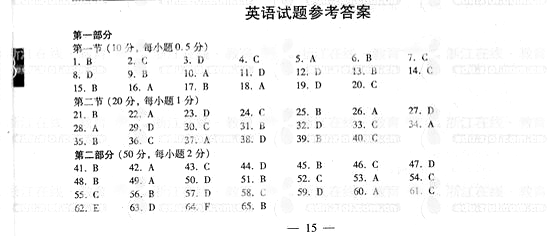 英语试题参考答案
第一部分
第一节（10分，每小题0.5分）
1. B 2. C 3. D 4. C 5. A 6. B 7. C
8. D 9. B 10. A 11. D 12. D 13. B 14. C
15. B 16. A 17. B 18. A 19. D 20. C
第二节（20分，每小题1分）
21. B 22. A 23. D 24. C 25. B 26. A 27. D
28. A 29. D 30. C 31. B 32. D 33. C 34. A
35. B 36. C 37. A 38. D 39. B 40. C
第二部分（50分，每小题2分）
41. B 42. A 43. C 44. D 45. B 46. C 47. D
48. B 49. A 50. D 51. B 52. C 53. A 54. C
55. C 56. B 57. D 58. C 59. D 60. A 61. C
62. E 63. D 64. F 65. B
— 15 —